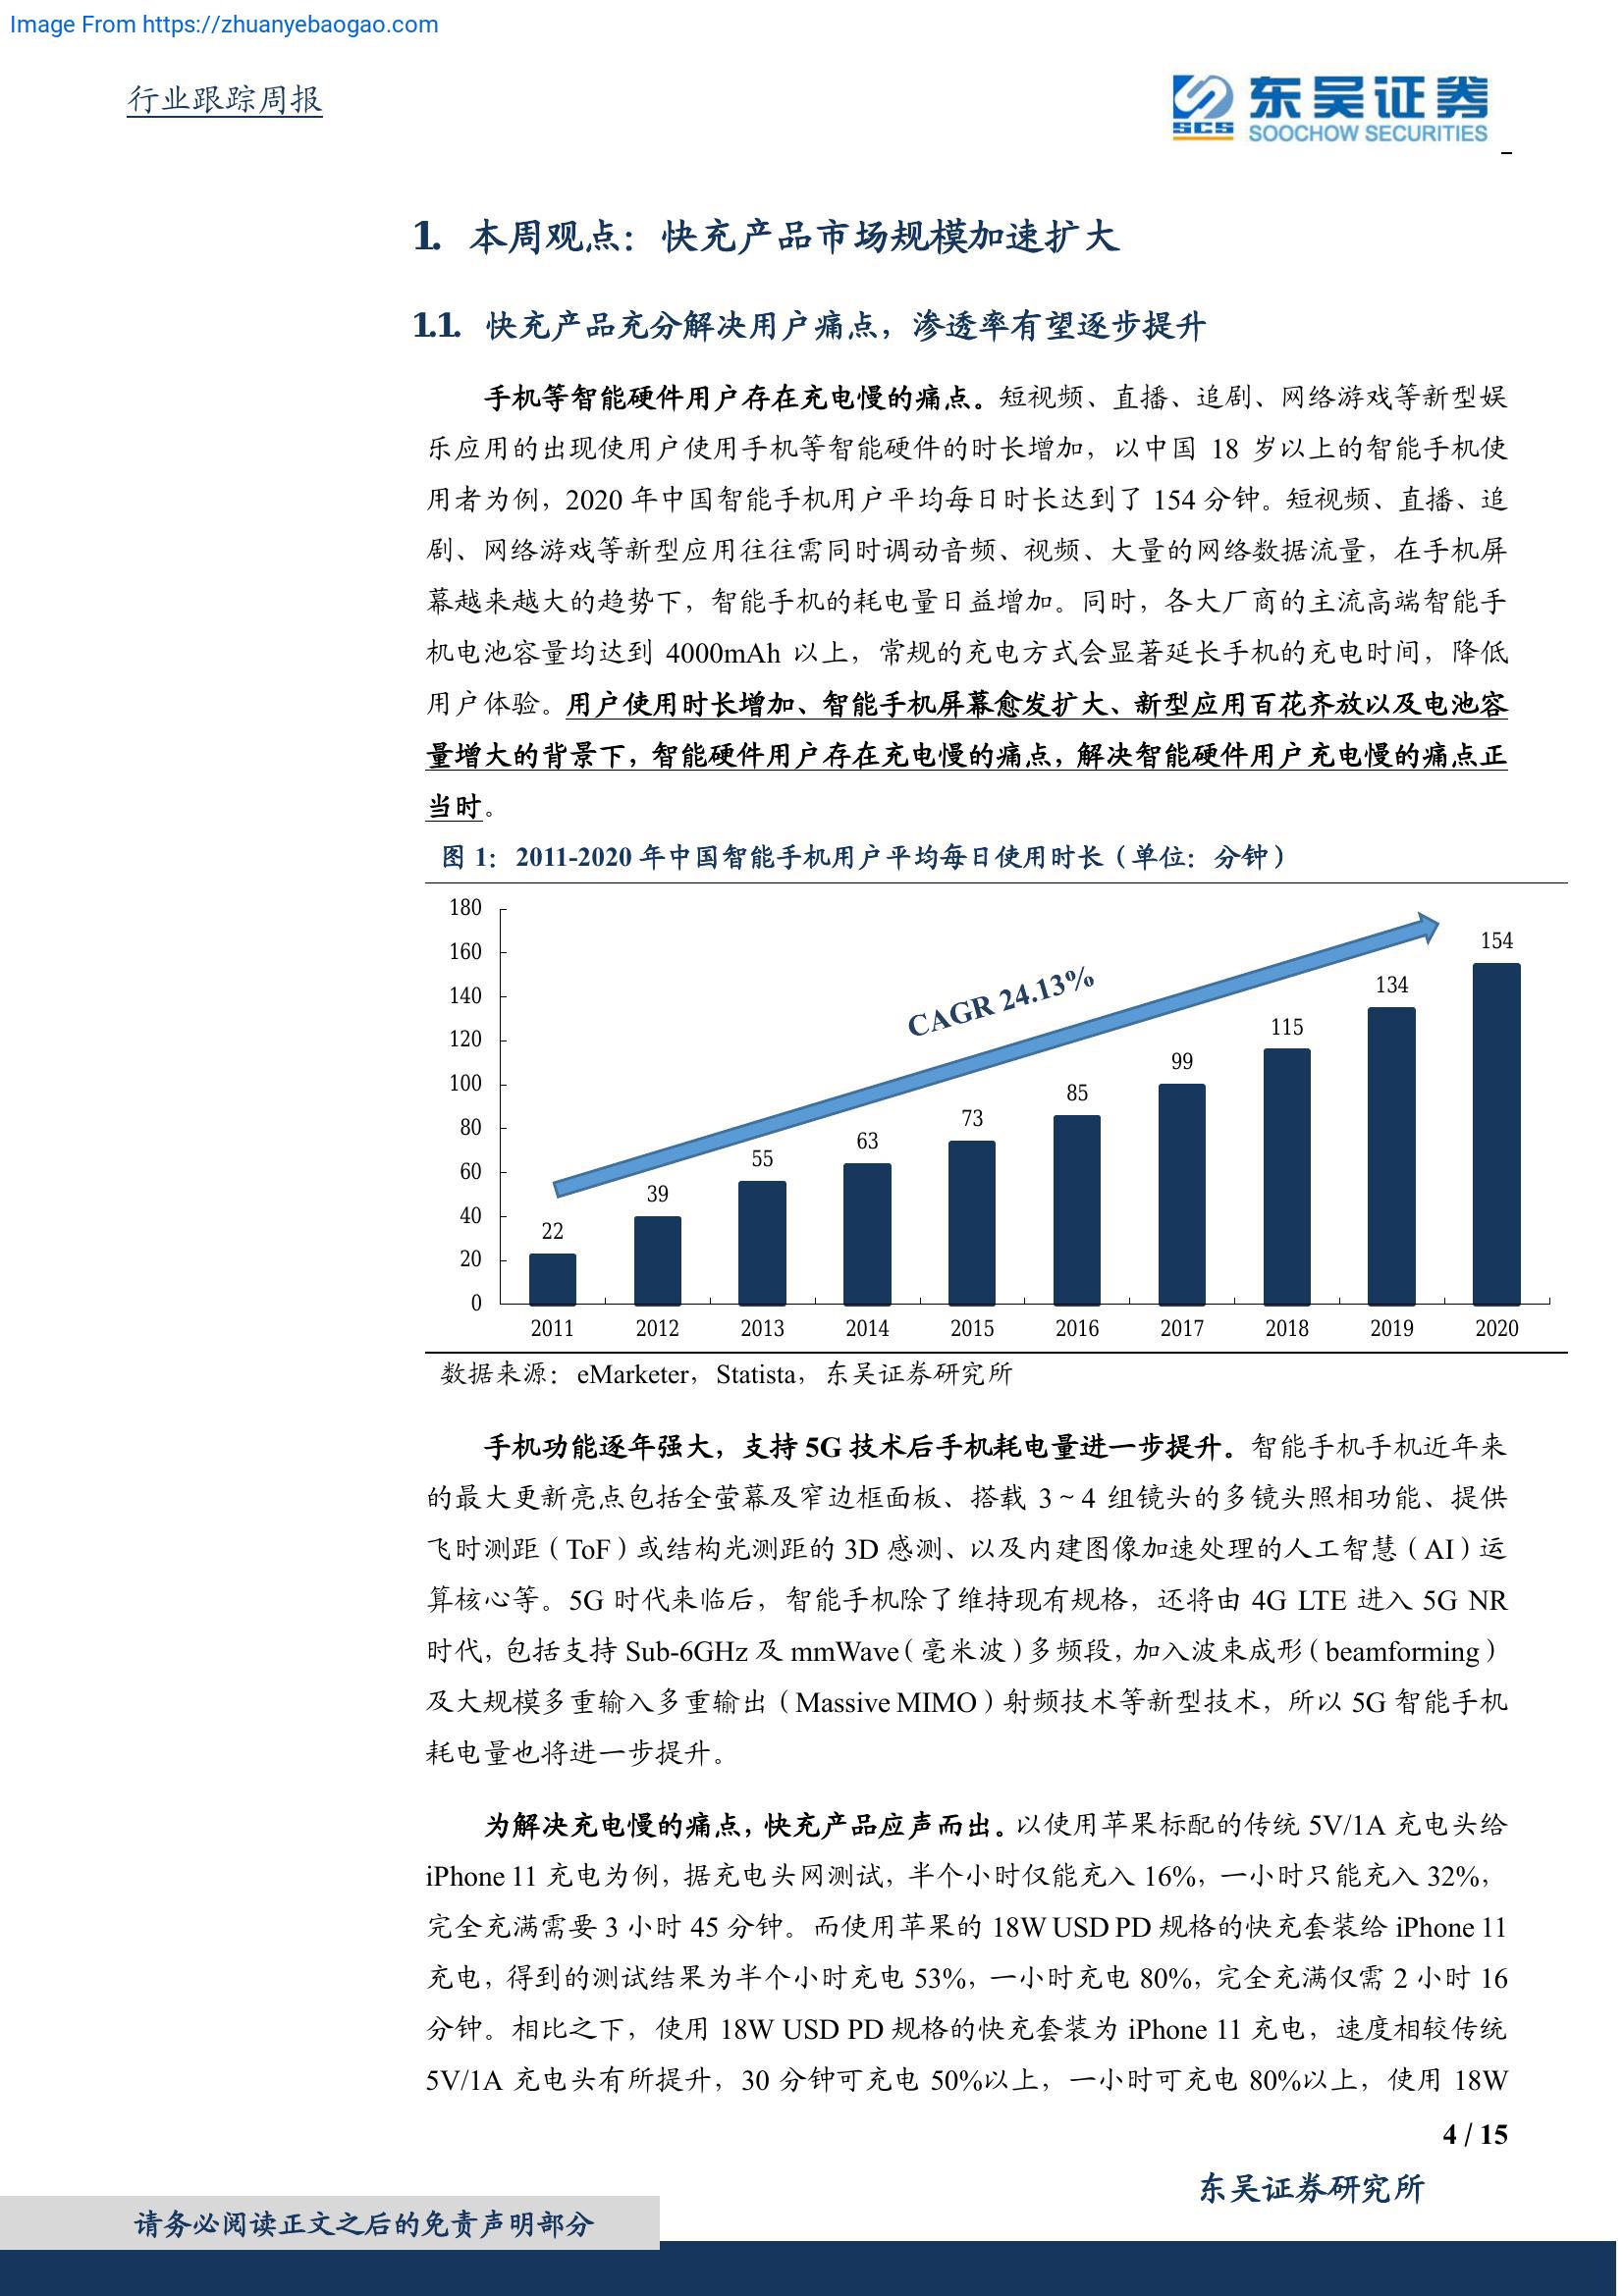 Image From https://zhuanyebaogao.com
行业跟踪周报
SCS
东吴证券
SOOCHOW SECURITIES
1. 本周观点：快充产品市场规模加速扩大
1.1. 快充产品充分解决用户痛点，渗透率有望逐步提升
手机等智能硬件用户存在充电慢的痛点。短视频、直播、追剧、网络游戏等新型娱
乐应用的出现使用户使用手机等智能硬件的时长增加，以中国 18 岁以上的智能手机使
用者为例，2020 年中国智能手机用户平均每日时长达到了 154 分钟。短视频、直播、追
剧、网络游戏等新型应用往往需同时调动音频、视频、大量的网络数据流量，在手机屏
幕越来越大的趋势下，智能手机的耗电量日益增加。同时，各大厂商的主流高端智能手
机电池容量均达到 4000mAh 以上，常规的充电方式会显著延长手机的充电时间，降低
用户体验。用户使用时长增加、智能手机屏幕愈发扩大、新型应用百花齐放以及电池容
量增大的背景下，智能硬件用户存在充电慢的痛点，解决智能硬件用户充电慢的痛点正
当时。
图 1：2011-2020 年中国智能手机用户平均每日使用时长（单位：分钟）
180
160
140
120
100
80
60
40
20
0
CAGR 24.13%
22
39
55
63
73
85
99
115
134
154
2011 2012 2013 2014 2015 2016 2017 2018 2019 2020
数据来源：eMarketer，Statista，东吴证券研究所
手机功能逐年强大，支持 5G 技术后手机耗电量进一步提升。智能手机手机近年来
的最大更新亮点包括全萤幕及窄边框面板、搭载 3~4 组镜头的多镜头照相功能、提供
飞时测距（ToF）或结构光测距的 3D 感测、以及内建图像加速处理的人工智慧（AI）运
算核心等。5G 时代来临后，智能手机除了维持现有规格，还将由 4G LTE 进入 5G NR
时代，包括支持 Sub-6GHz 及 mmWave（毫米波）多频段，加入波束成形（beamforming）
及大规模多重输入多重输出（Massive MIMO）射频技术等新型技术，所以 5G 智能手机
耗电量也将进一步提升。
为解决充电慢的痛点，快充产品应声而出。以使用苹果标配的传统 5V/1A 充电头给
iPhone 11 充电为例，据充电头网测试，半个小时仅能充入 16%，一小时只能充入 32%，
完全充满需要 3 小时 45 分钟。而使用苹果的 18W USD PD 规格的快充套装给 iPhone 11
充电，得到的测试结果为半个小时充电 53%，一小时充电 80%，完全充满仅需 2 小时 16
分钟。相比之下，使用 18W USD PD 规格的快充套装为 iPhone 11 充电，速度相较传统
5V/1A 充电头有所提升，30 分钟可充电 50%以上，一小时可充电 80%以上，使用 18W
4 / 15
东吴证券研究所
请务必阅读正文之后的免责声明部分